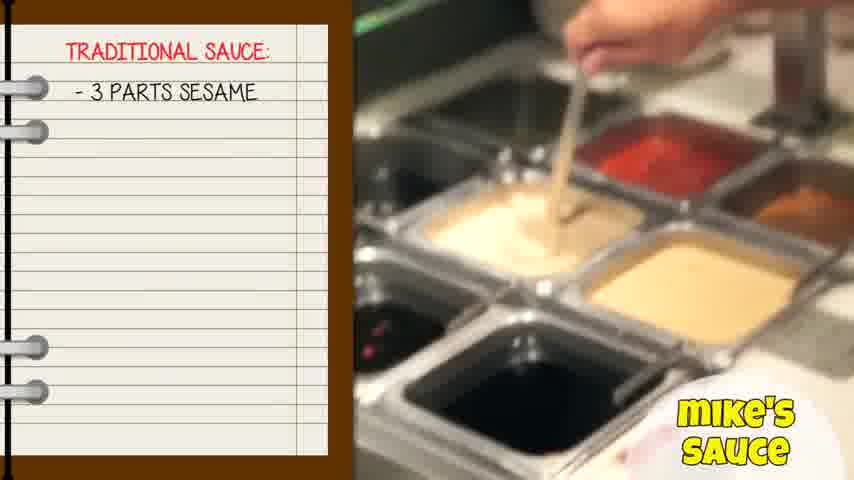 TRADITIONAL SAUCE:
- 3 PARTS SESAME
MIKE'S
SAUCE